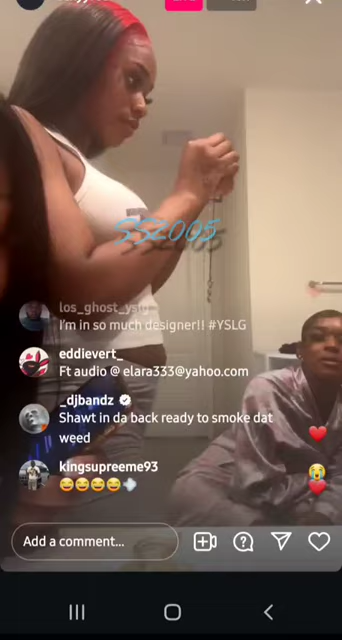 SS2005
los_ghost_yslg
I'm in so much designer!! #YSLG
eddievert_
Ft audio @ elara333@yahoo.com
_djbandz
Shawt in da back ready to smoke dat
weed
kingsupreeme93
😂😂😂😂💨
Add a comment...